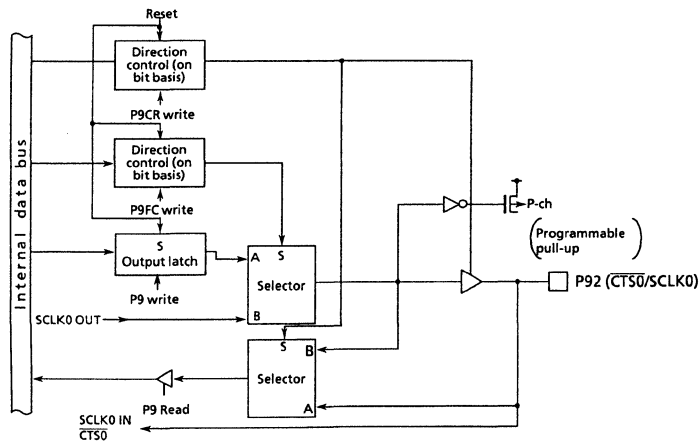 Reset
Direction
control (on
bit basis)
P9CR write
Direction
control (on
bit basis)
P9FC write
S
Output latch
P9 write
Internal data bus
SCLK0 OUT
A
S
Selector
B
P-ch
(Programmable
pull-up)
P92 (CTS0/SCLK0)
S
B
Selector
A
P9 Read
SCLK0 IN
CTS0